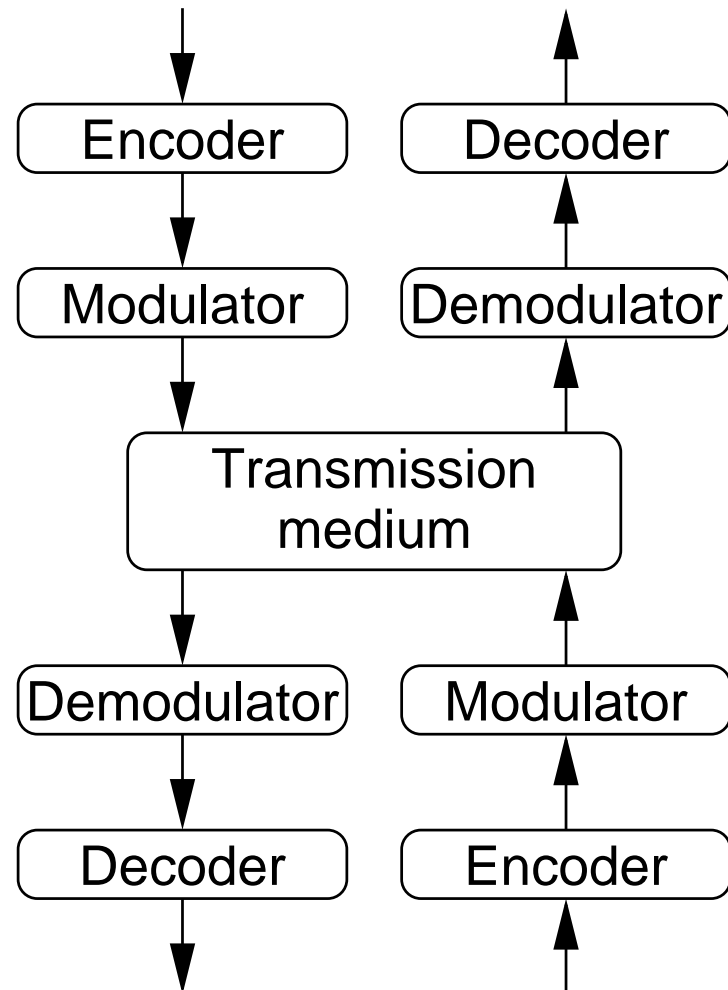 Encoder
Decoder
Modulator
Demodulator
Transmission
medium
Demodulator
Modulator
Decoder
Encoder